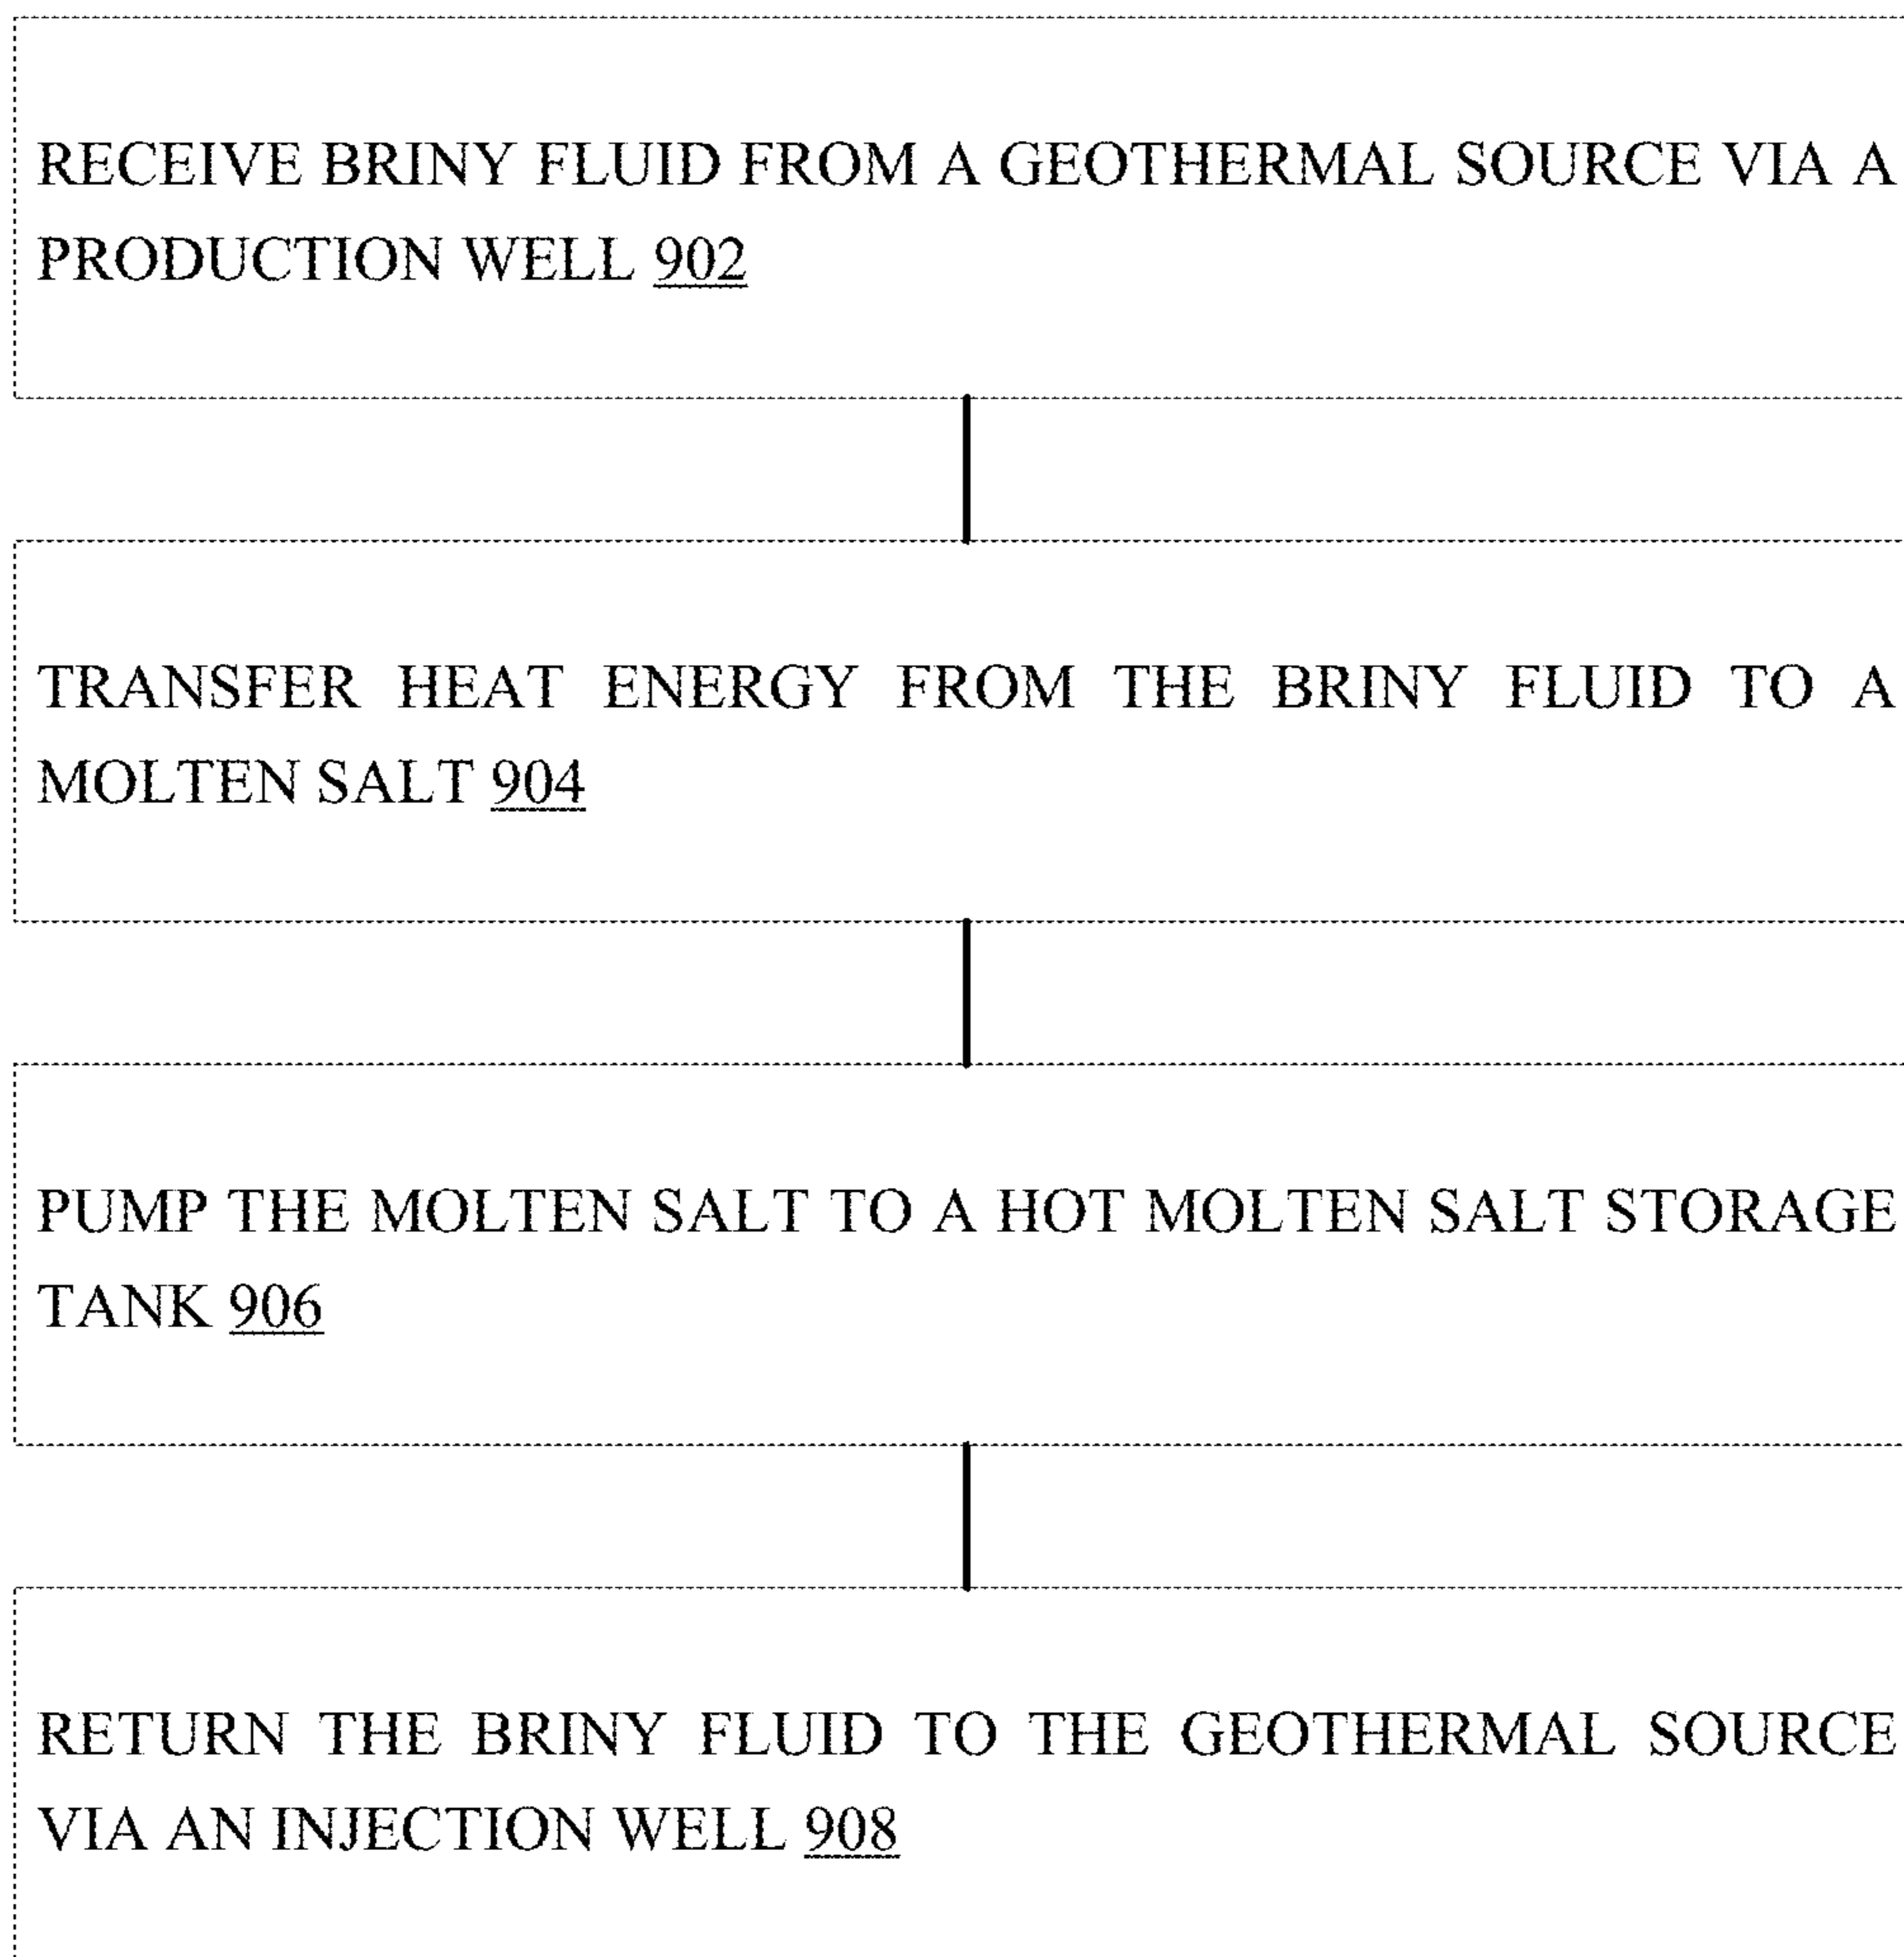 RECEIVE BRINY FLUID FROM A GEOTHERMAL SOURCE VIA A
PRODUCTION WELL 902
TRANSFER HEAT ENERGY FROM THE BRINY FLUID TO A
MOLTEN SALT 904
PUMP THE MOLTEN SALT TO A HOT MOLTEN SALT STORAGE
TANK 906
RETURN THE BRINY FLUID TO THE GEOTHERMAL SOURCE
VIA AN INJECTION WELL 908